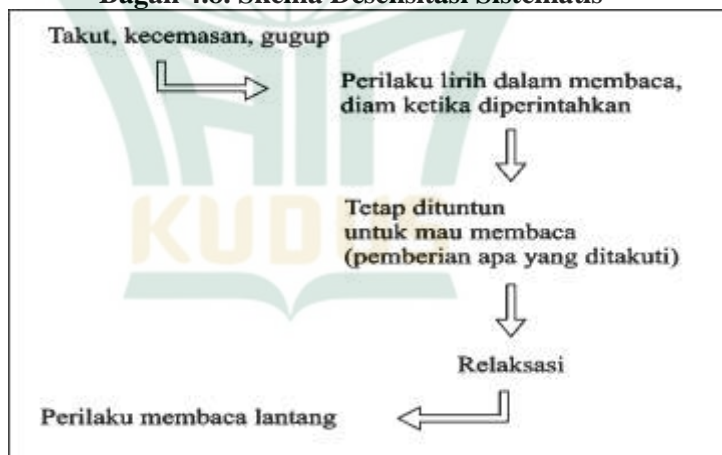 Bagan 4.8. Skema Desensitasi Sistematis
Takut, kecemasan, gugup
Perilaku lirih dalam membaca,
diam ketika diperintahkan
Tetap dituntun
untuk mau membaca
(pemberian apa yang ditakuti)
KUDUS
Relaksasi
Perilaku membaca lantang